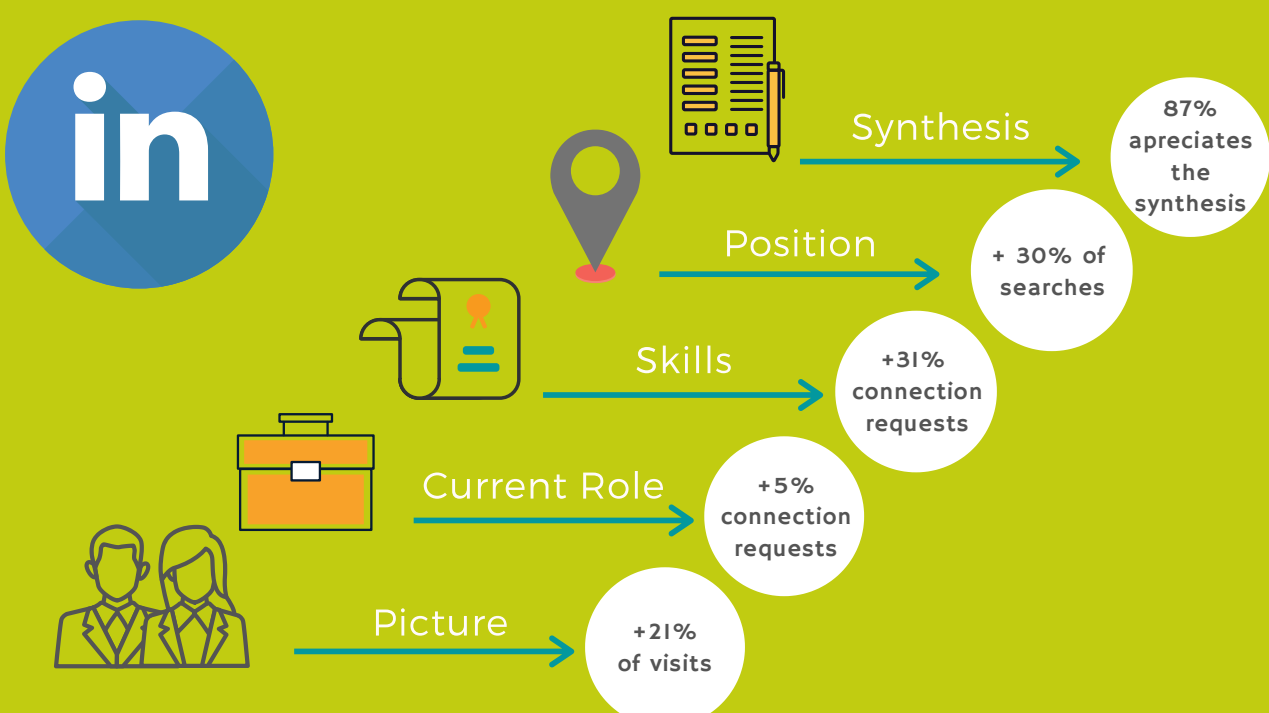 in
Synthesis
87%
apreciates
the
synthesis
Position
+ 30% of
searches
Skills
+31%
connection
requests
Current Role
+5%
connection
requests
Picture
+21%
of visits